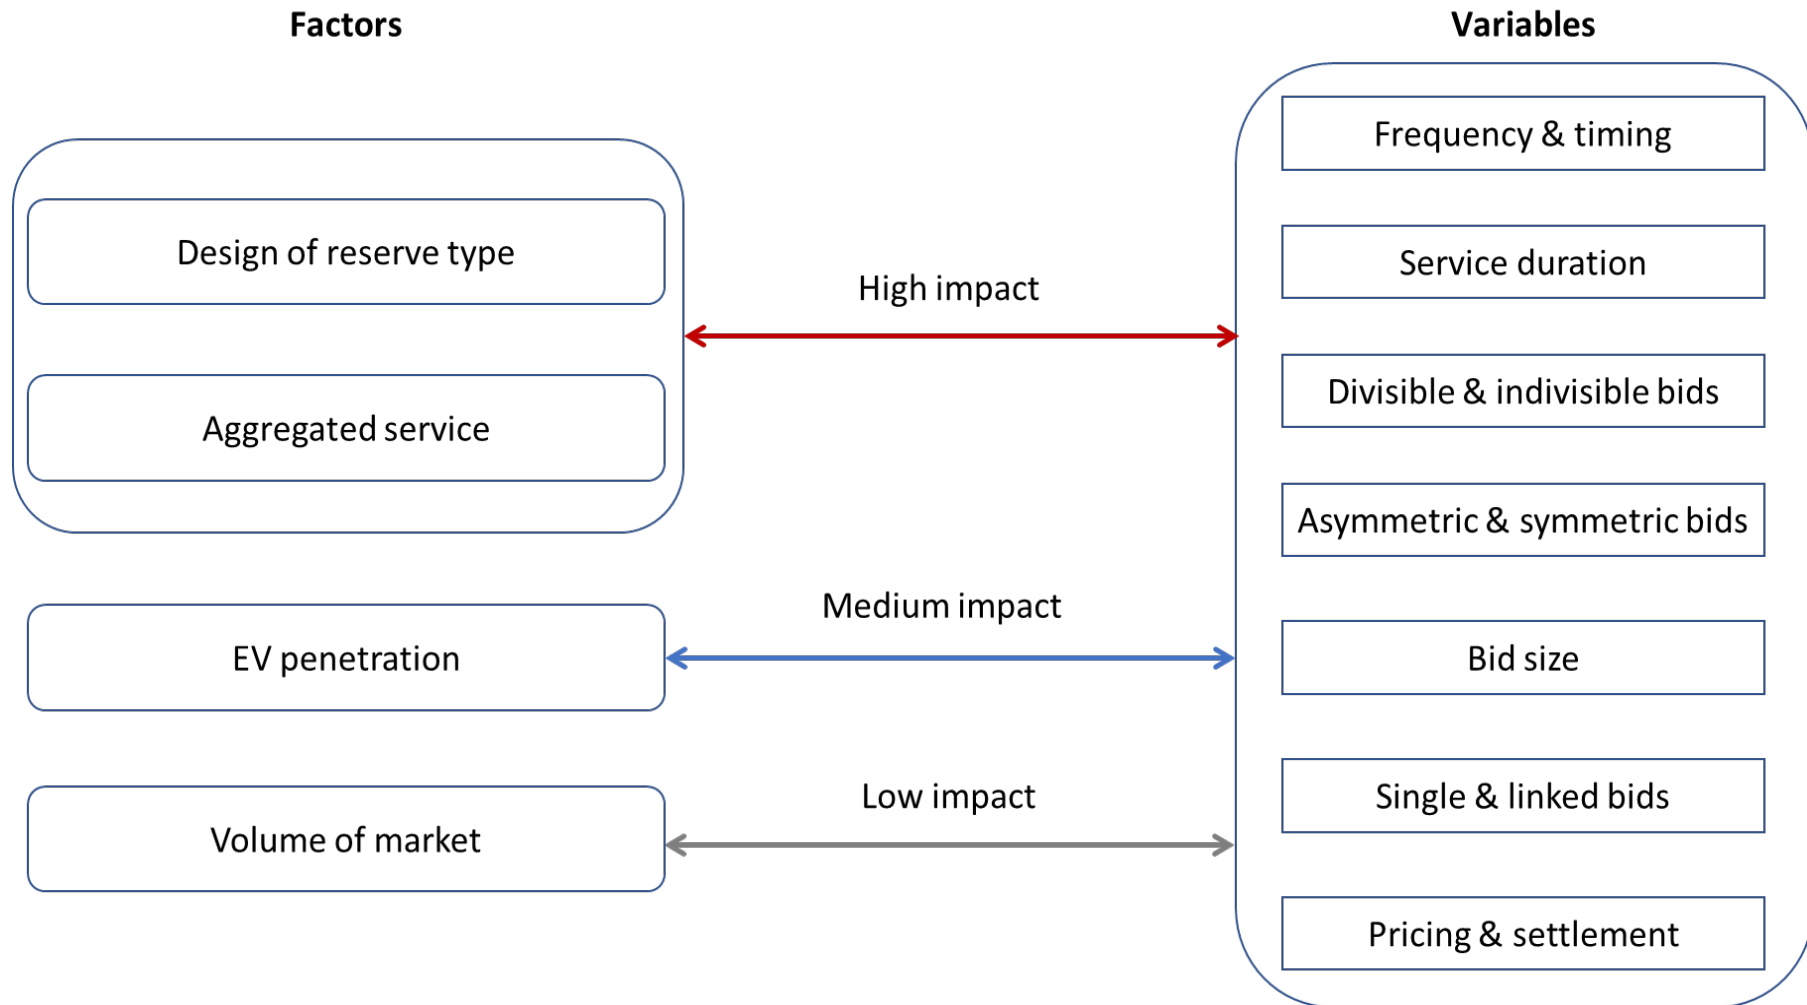 Factors
Variables
Frequency & timing
Design of reserve type
Service duration
High impact
Aggregated service
Divisible & indivisible bids
Asymmetric & symmetric bids
Medium impact
EV penetration
Bid size
Low impact
Single & linked bids
Volume of market
Pricing & settlement